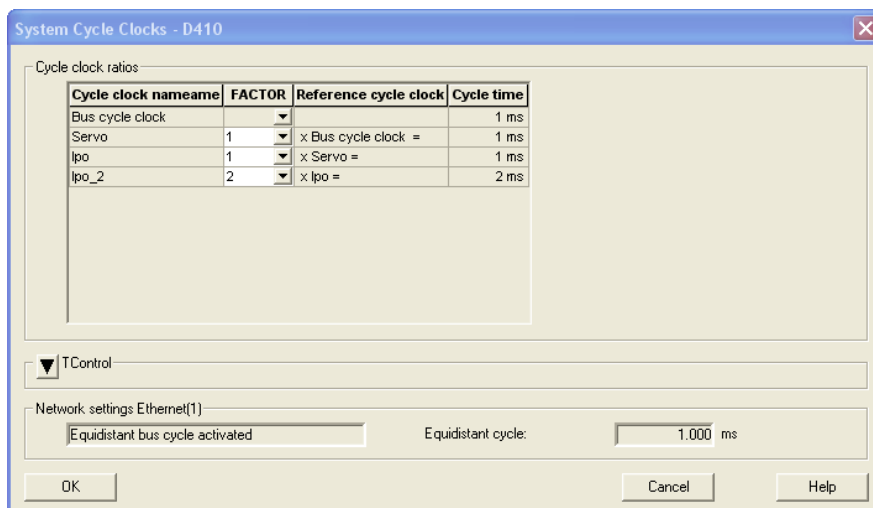 System Cycle Clocks - D410
Cycle clock ratios
Cycle clock nameame FACTOR Reference cycle clock Cycle time
Bus cycle clock 1 ms
Servo 1 x Bus cycle clock = 1 ms
Ipo 1 x Servo = 1 ms
Ipo_2 2 x Ipo = 2 ms
TControl
Network settings Ethernet(1)
Equidistant bus cycle activated Equidistant cycle: 1.000 ms
OK Cancel Help